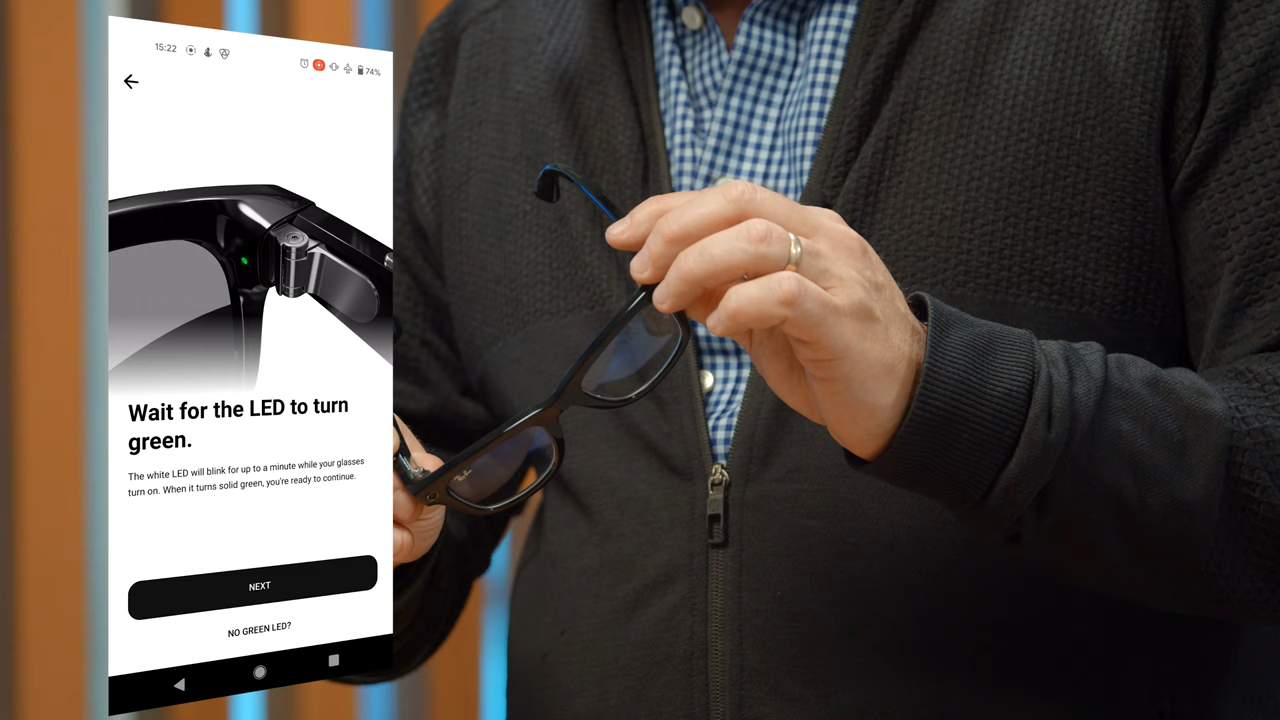 15:22
74%
Wait for the LED to turn
green.
The white LED will blink for up to a minute while your glasses
turn on. When it turns solid green, you're ready to continue.
NEXT
NO GREEN LED?
Ray-Ban